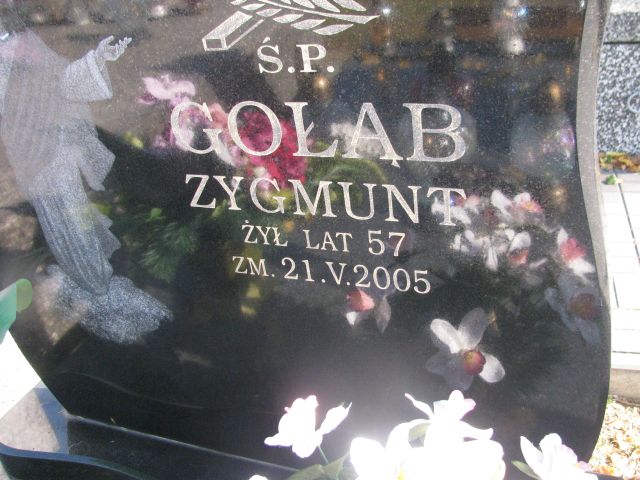 Ś.P.
GOŁĄB
ZYGMUNT
ŻYŁ LAT 57
ZM. 21.V.2005